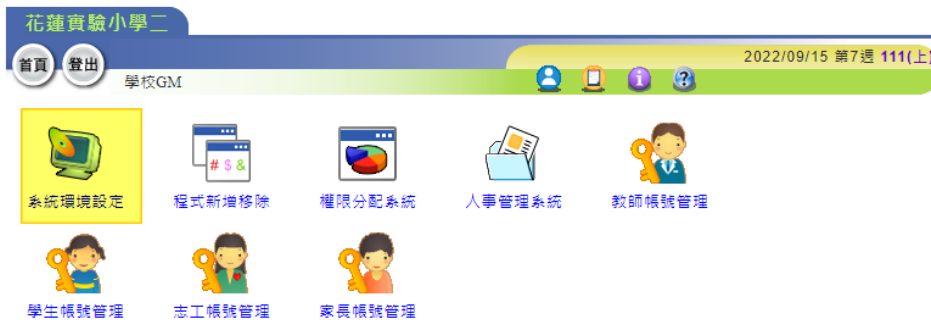 花蓮實驗小學二
首頁 登出
2022/09/15 第7週 111(上)
學校GM
# $ &
系統環境設定 程式新增移除 權限分配系統 人事管理系統 教師帳號管理
學生帳號管理 志工帳號管理 家長帳號管理